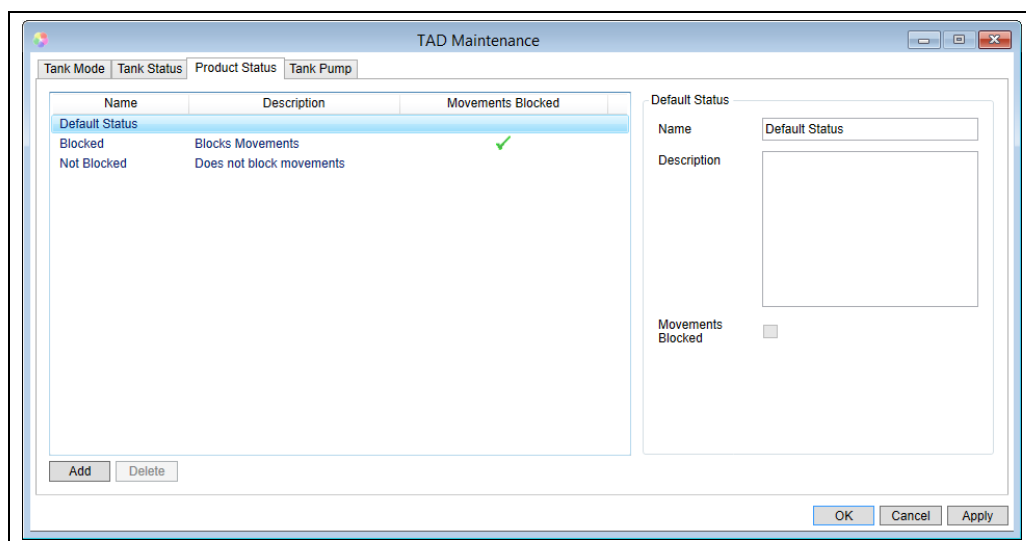 TAD Maintenance
Tank Mode Tank Status Product Status Tank Pump
Name Description Movements Blocked
Default Status
Blocked Blocks Movements
Not Blocked Does not block movements
Default Status
Name Default Status
Description
Movements
Blocked
Add Delete
OK Cancel Apply